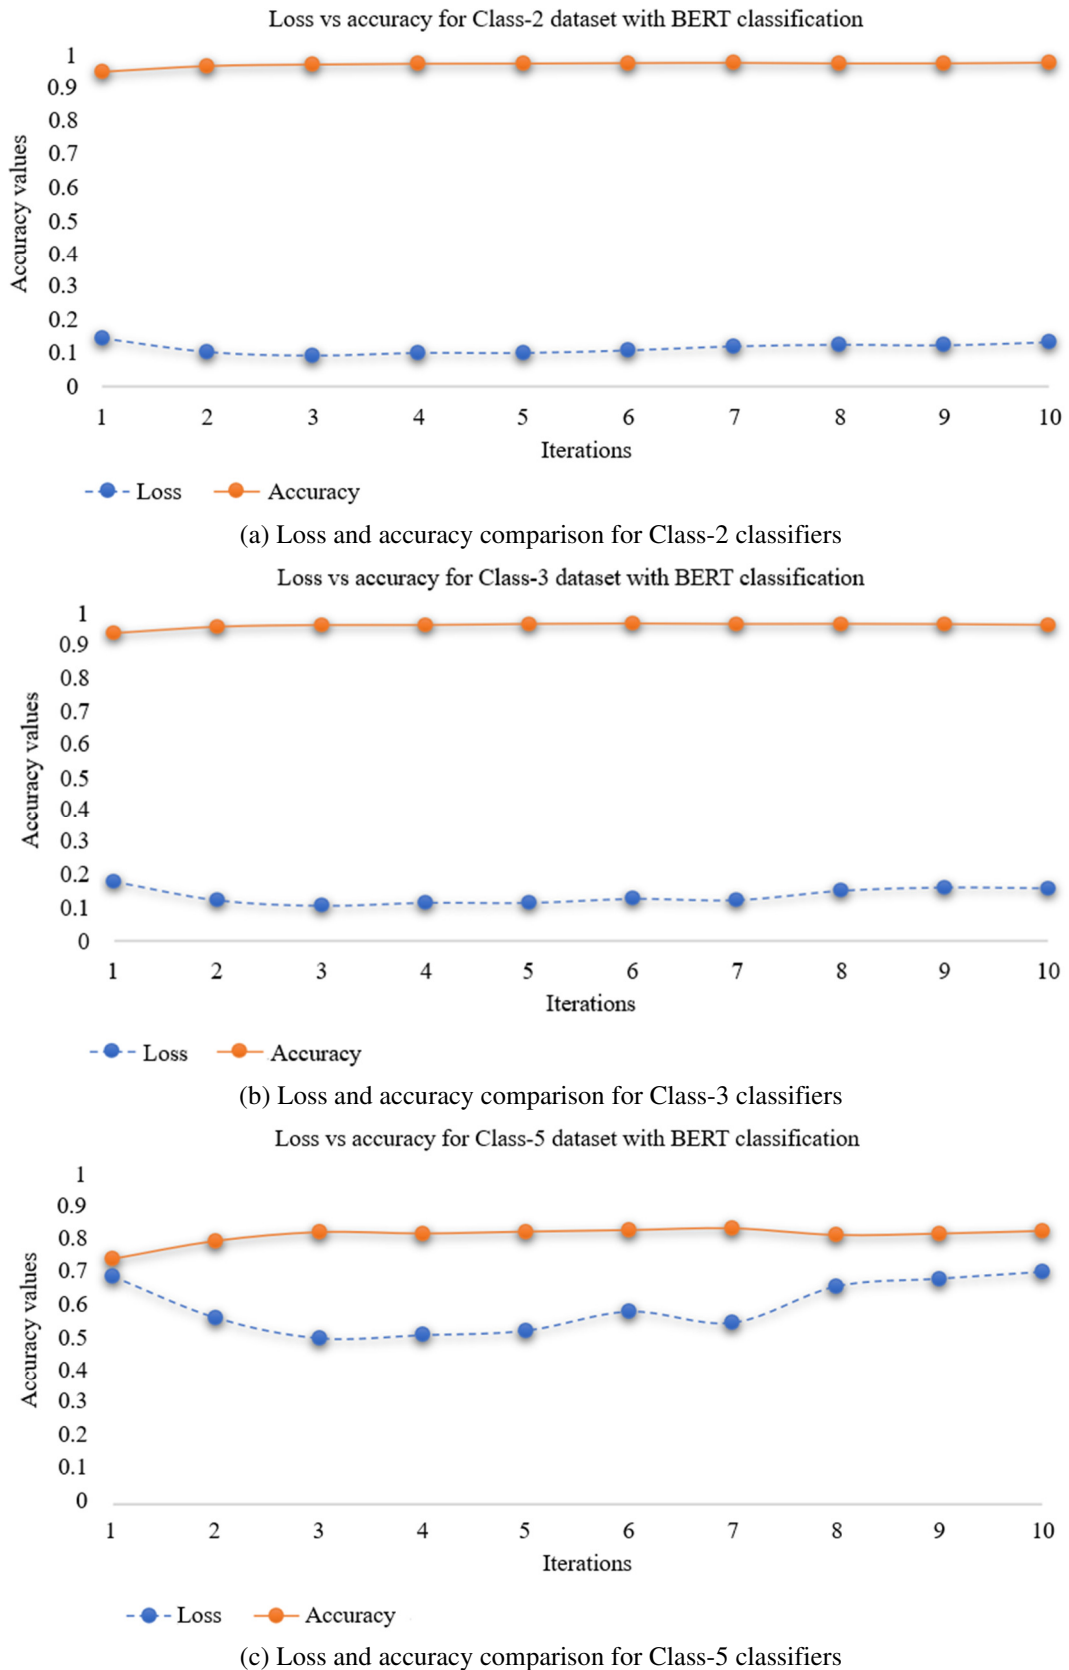 Loss vs accuracy for Class-2 dataset with BERT classification
1
0.9
0.8
0.7
0.6
0.5
0.4
0.3
0.2
0.1
0
Accuracy values
1 2 3 4 5 6 7 8 9 10
Iterations
Loss Accuracy
(a) Loss and accuracy comparison for Class-2 classifiers
Loss vs accuracy for Class-3 dataset with BERT classification
1
0.9
0.8
0.7
0.6
0.5
0.4
0.3
0.2
0.1
0
Accuracy values
1 2 3 4 5 6 7 8 9 10
Iterations
Loss Accuracy
(b) Loss and accuracy comparison for Class-3 classifiers
Loss vs accuracy for Class-5 dataset with BERT classification
1
0.9
0.8
0.7
0.6
0.5
0.4
0.3
0.2
0.1
0
Accuracy values
1 2 3 4 5 6 7 8 9 10
Iterations
Loss Accuracy
(c) Loss and accuracy comparison for Class-5 classifiers